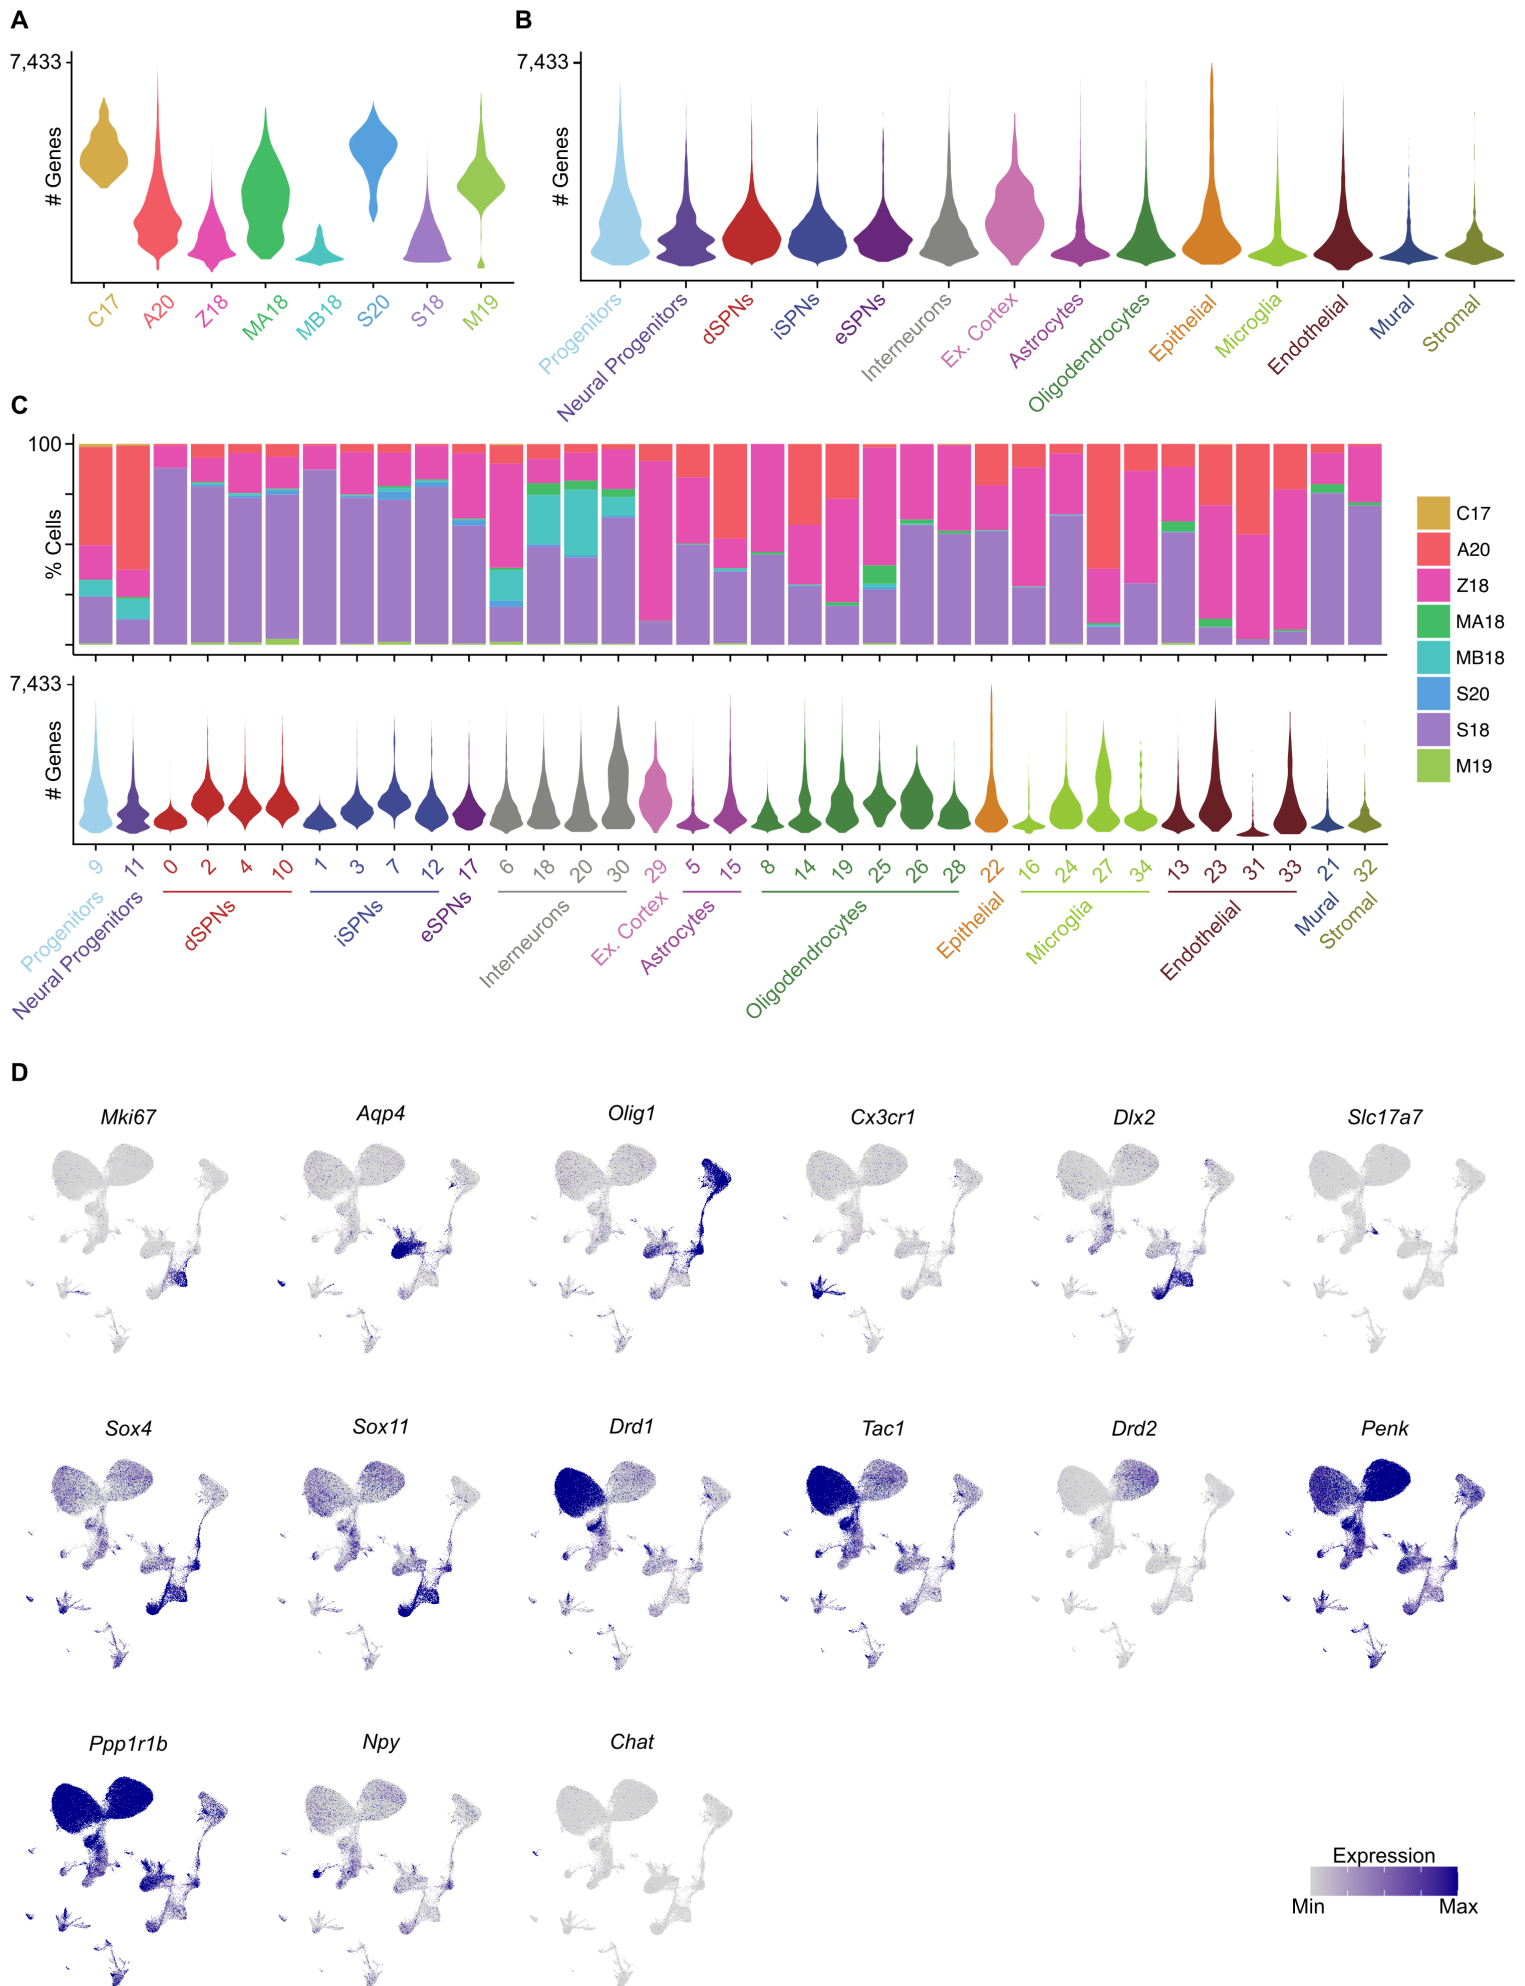 A
7,433
# Genes
C17
A20
Z18
MA18
MB18
S20
S18
M19
B
7,433
# Genes
Progenitors
Neural Progenitors
dSPNs
iSPNs
eSPNs
Interneurons
Ex. Cortex
Astrocytes
Oligodendrocytes
Epithelial
Microglia
Endothelial
Mural
Stromal
C
100
% Cells
C17
A20
Z18
MA18
MB18
S20
S18
M19
7,433
# Genes
9 11 0 2 4 10 1 3 7 12 17 6 18 20 30 29 5 15 8 14 19 25 26 28 22 16 24 27 34 13 23 31 33 21 32
Progenitors
Neural Progenitors
dSPNs
iSPNs
eSPNs
Interneurons
Ex. Cortex
Astrocytes
Oligodendrocytes
Epithelial
Microglia
Endothelial
Mural
Stromal
D
Mki67 Aqp4 Olig1 Cx3cr1 Dlx2 Slc17a7
Sox4 Sox11 Drd1 Tac1 Drd2 Penk
Ppp1r1b Npy Chat
Expression
Min Max